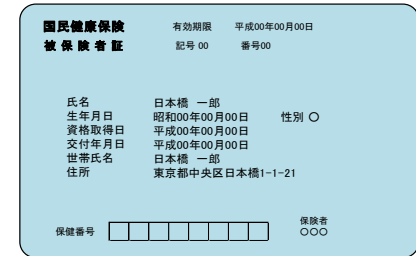 国民健康保険 有効期限 平成00年00月00日
被保険者証 記号 00 番号00
氏名 日本橋 一郎
生年月日 昭和00年00月00日 性別 〇
資格取得日 平成00年00月00日
交付年月日 平成00年00月00日
世帯氏名 日本橋 一郎
住所 東京都中央区日本橋1-1-21
保険者
保健番号 〇〇〇